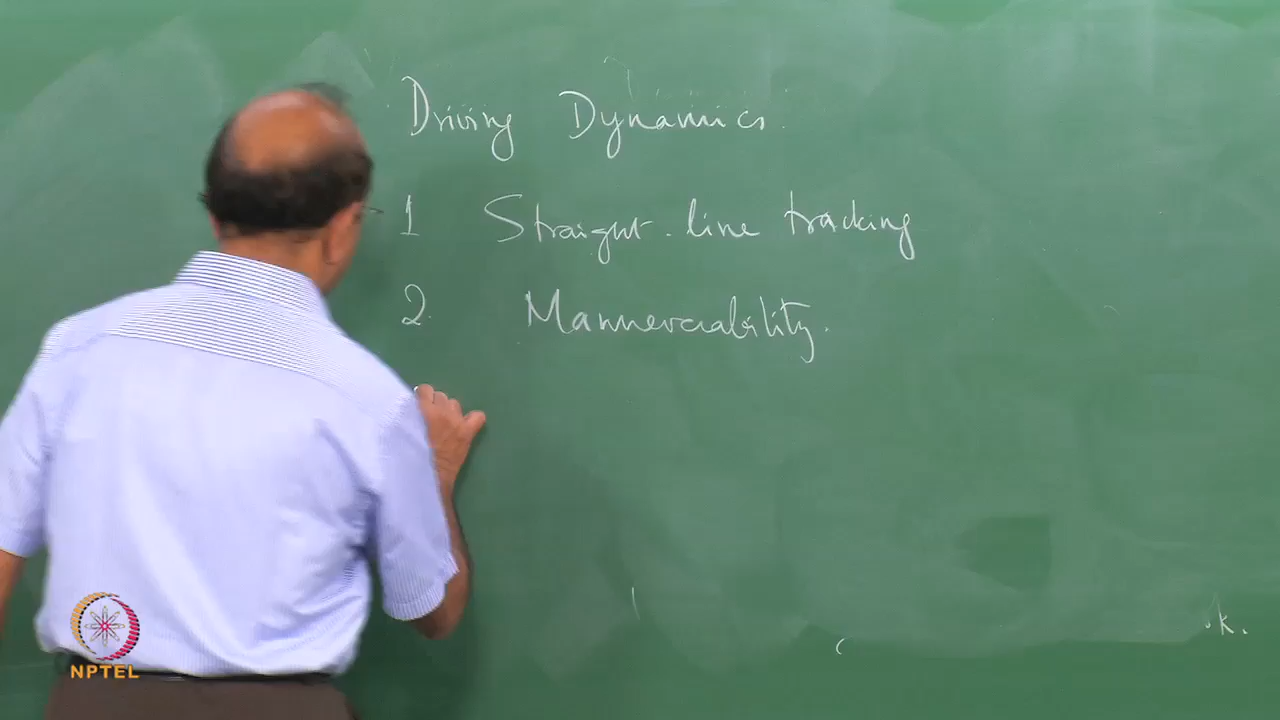 Driving Dynamics.
1 Straight-line tracking
2. Manneverability.
.k.
NPTEL